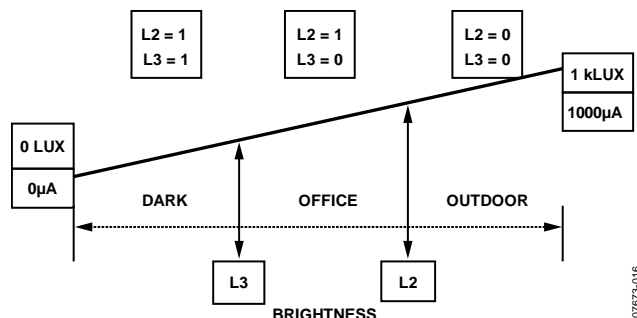 L2 = 1
L3 = 1
L2 = 1
L3 = 0
L2 = 0
L3 = 0
1 kLUX
1000µA
0 LUX
0µA
DARK
OFFICE
OUTDOOR
L3
L2
BRIGHTNESS
07673-016